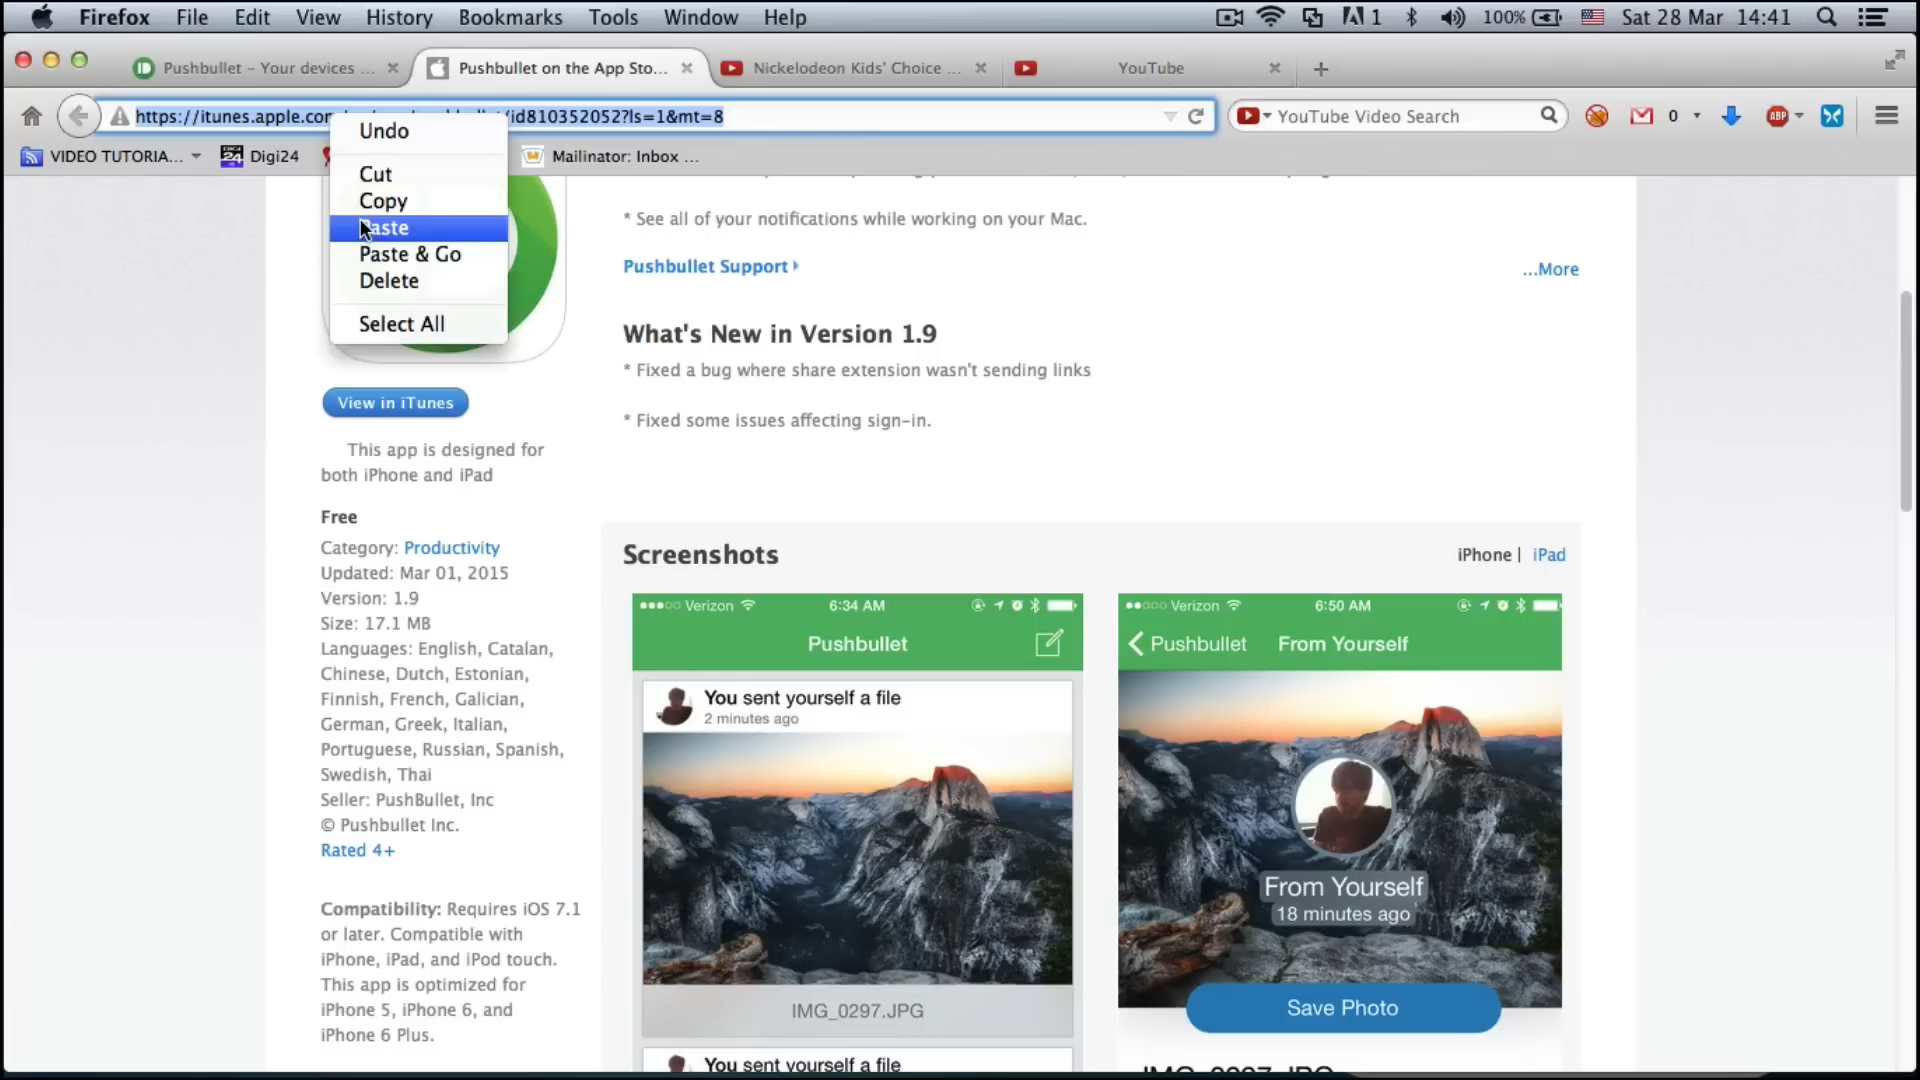 Firefox File Edit View History Bookmarks Tools Window Help 1 100% Sat 28 Mar 14:41
Pushbullet – Your devices ... Pushbullet on the App Sto... Nickelodeon Kids' Choice ... YouTube
https://itunes.apple.com /id810352052?ls=1&mt=8 YouTube Video Search 0 ABP
VIDEO TUTORIA... Digi24 Mailinator: Inbox ...
Undo
Cut
Copy
Paste
Paste & Go
Delete
Select All
* See all of your notifications while working on your Mac.
Pushbullet Support
...More
What's New in Version 1.9
* Fixed a bug where share extension wasn't sending links
* Fixed some issues affecting sign-in.
View in iTunes
This app is designed for
both iPhone and iPad
Free
Category: Productivity
Updated: Mar 01, 2015
Version: 1.9
Size: 17.1 MB
Languages: English, Catalan,
Chinese, Dutch, Estonian,
Finnish, French, Galician,
German, Greek, Italian,
Portuguese, Russian, Spanish,
Swedish, Thai
Seller: PushBullet, Inc
© Pushbullet Inc.
Rated 4+
Compatibility: Requires iOS 7.1
or later. Compatible with
iPhone, iPad, and iPod touch.
This app is optimized for
iPhone 5, iPhone 6, and
iPhone 6 Plus.
Screenshots
iPhone | iPad
Verizon 6:34 AM
Pushbullet
You sent yourself a file
2 minutes ago
IMG_0297.JPG
You sent yourself a file
Verizon 6:50 AM
Pushbullet From Yourself
From Yourself
18 minutes ago
Save Photo